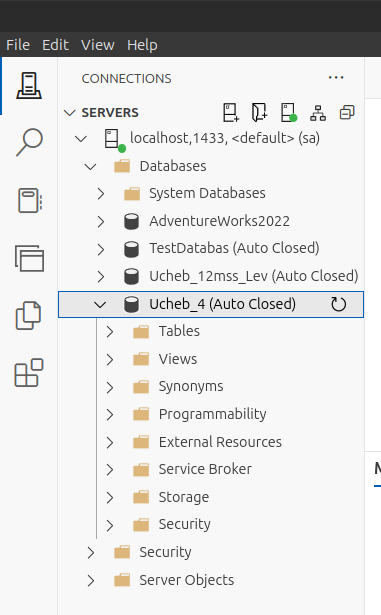 File Edit View Help
CONNECTIONS
SERVERS
localhost,1433, <default> (sa)
Databases
System Databases
AdventureWorks2022
TestDatabas (Auto Closed)
Ucheb_12mss_Lev (Auto Closed)
Ucheb_4 (Auto Closed)
Tables
Views
Synonyms
Programmability
External Resources
Service Broker
Storage
Security
Security
Server Objects